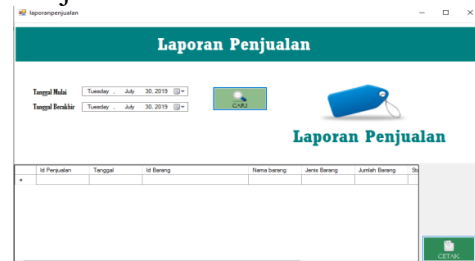 laporanpenjualan
Laporan Penjualan
Tanggal Mulai Tuesday , July 30, 2019
CARI
Tanggal Berakhir Tuesday , July 30, 2019
Laporan Penjualan
Id Penjualan Tanggal Id Barang Nama barang Jenis Barang Jumlah Barang
CETAK